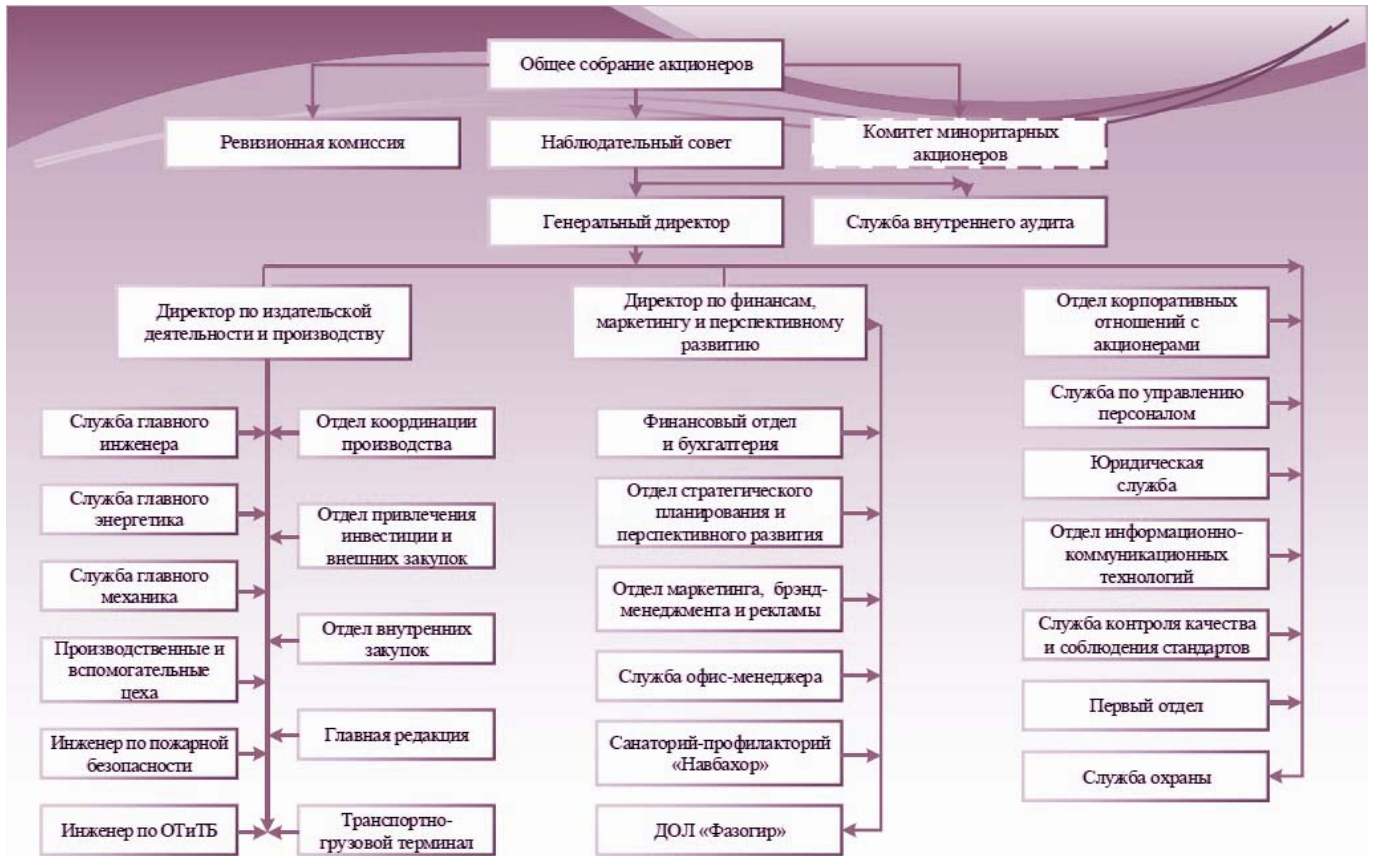 Общее собрание акционеров
Ревизионная комиссия
Наблюдательный совет
Комитет миноритарных
акционеров
Генеральный директор
Служба внутреннего аудита
Директор по издательской
деятельности и производству
Служба главного
инженера
Служба главного
энергетика
Служба главного
механика
Производственные и
вспомогательные
цеха
Инженер по пожарной
безопасности
Инженер по ОТиТБ
Отдел координации
производства
Отдел привлечения
инвестиции и
внешних закупок
Отдел внутренних
закупок
Главная редакция
Транспортно-
грузовой терминал
Директор по финансам,
маркетингу и перспективному
развитию
Финансовый отдел
и бухгалтерия
Отдел стратегического
планирования и
перспективного развития
Отдел маркетинга, брэнд-
менеджмента и рекламы
Служба офис-менеджера
Санаторий-профилакторий
«Навбахор»
ДОЛ «Фазогир»
Отдел корпоративных
отношений с
акционерами
Служба по управлению
персоналом
Юридическая
служба
Отдел информационно-
коммуникационных
технологий
Служба контроля качества
и соблюдения стандартов
Первый отдел
Служба охраны